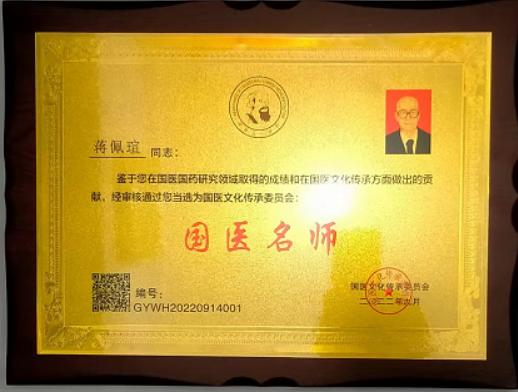 蒋佩瑄 同志：
鉴于您在国医国药研究领域取得的成绩和在国医文化传承方面做出的贡
献、经审核通过您当选为国医文化传承委员会：
国医名师
编号：
GYWH20220914001
国医文化传承委员会
二〇二二年九月